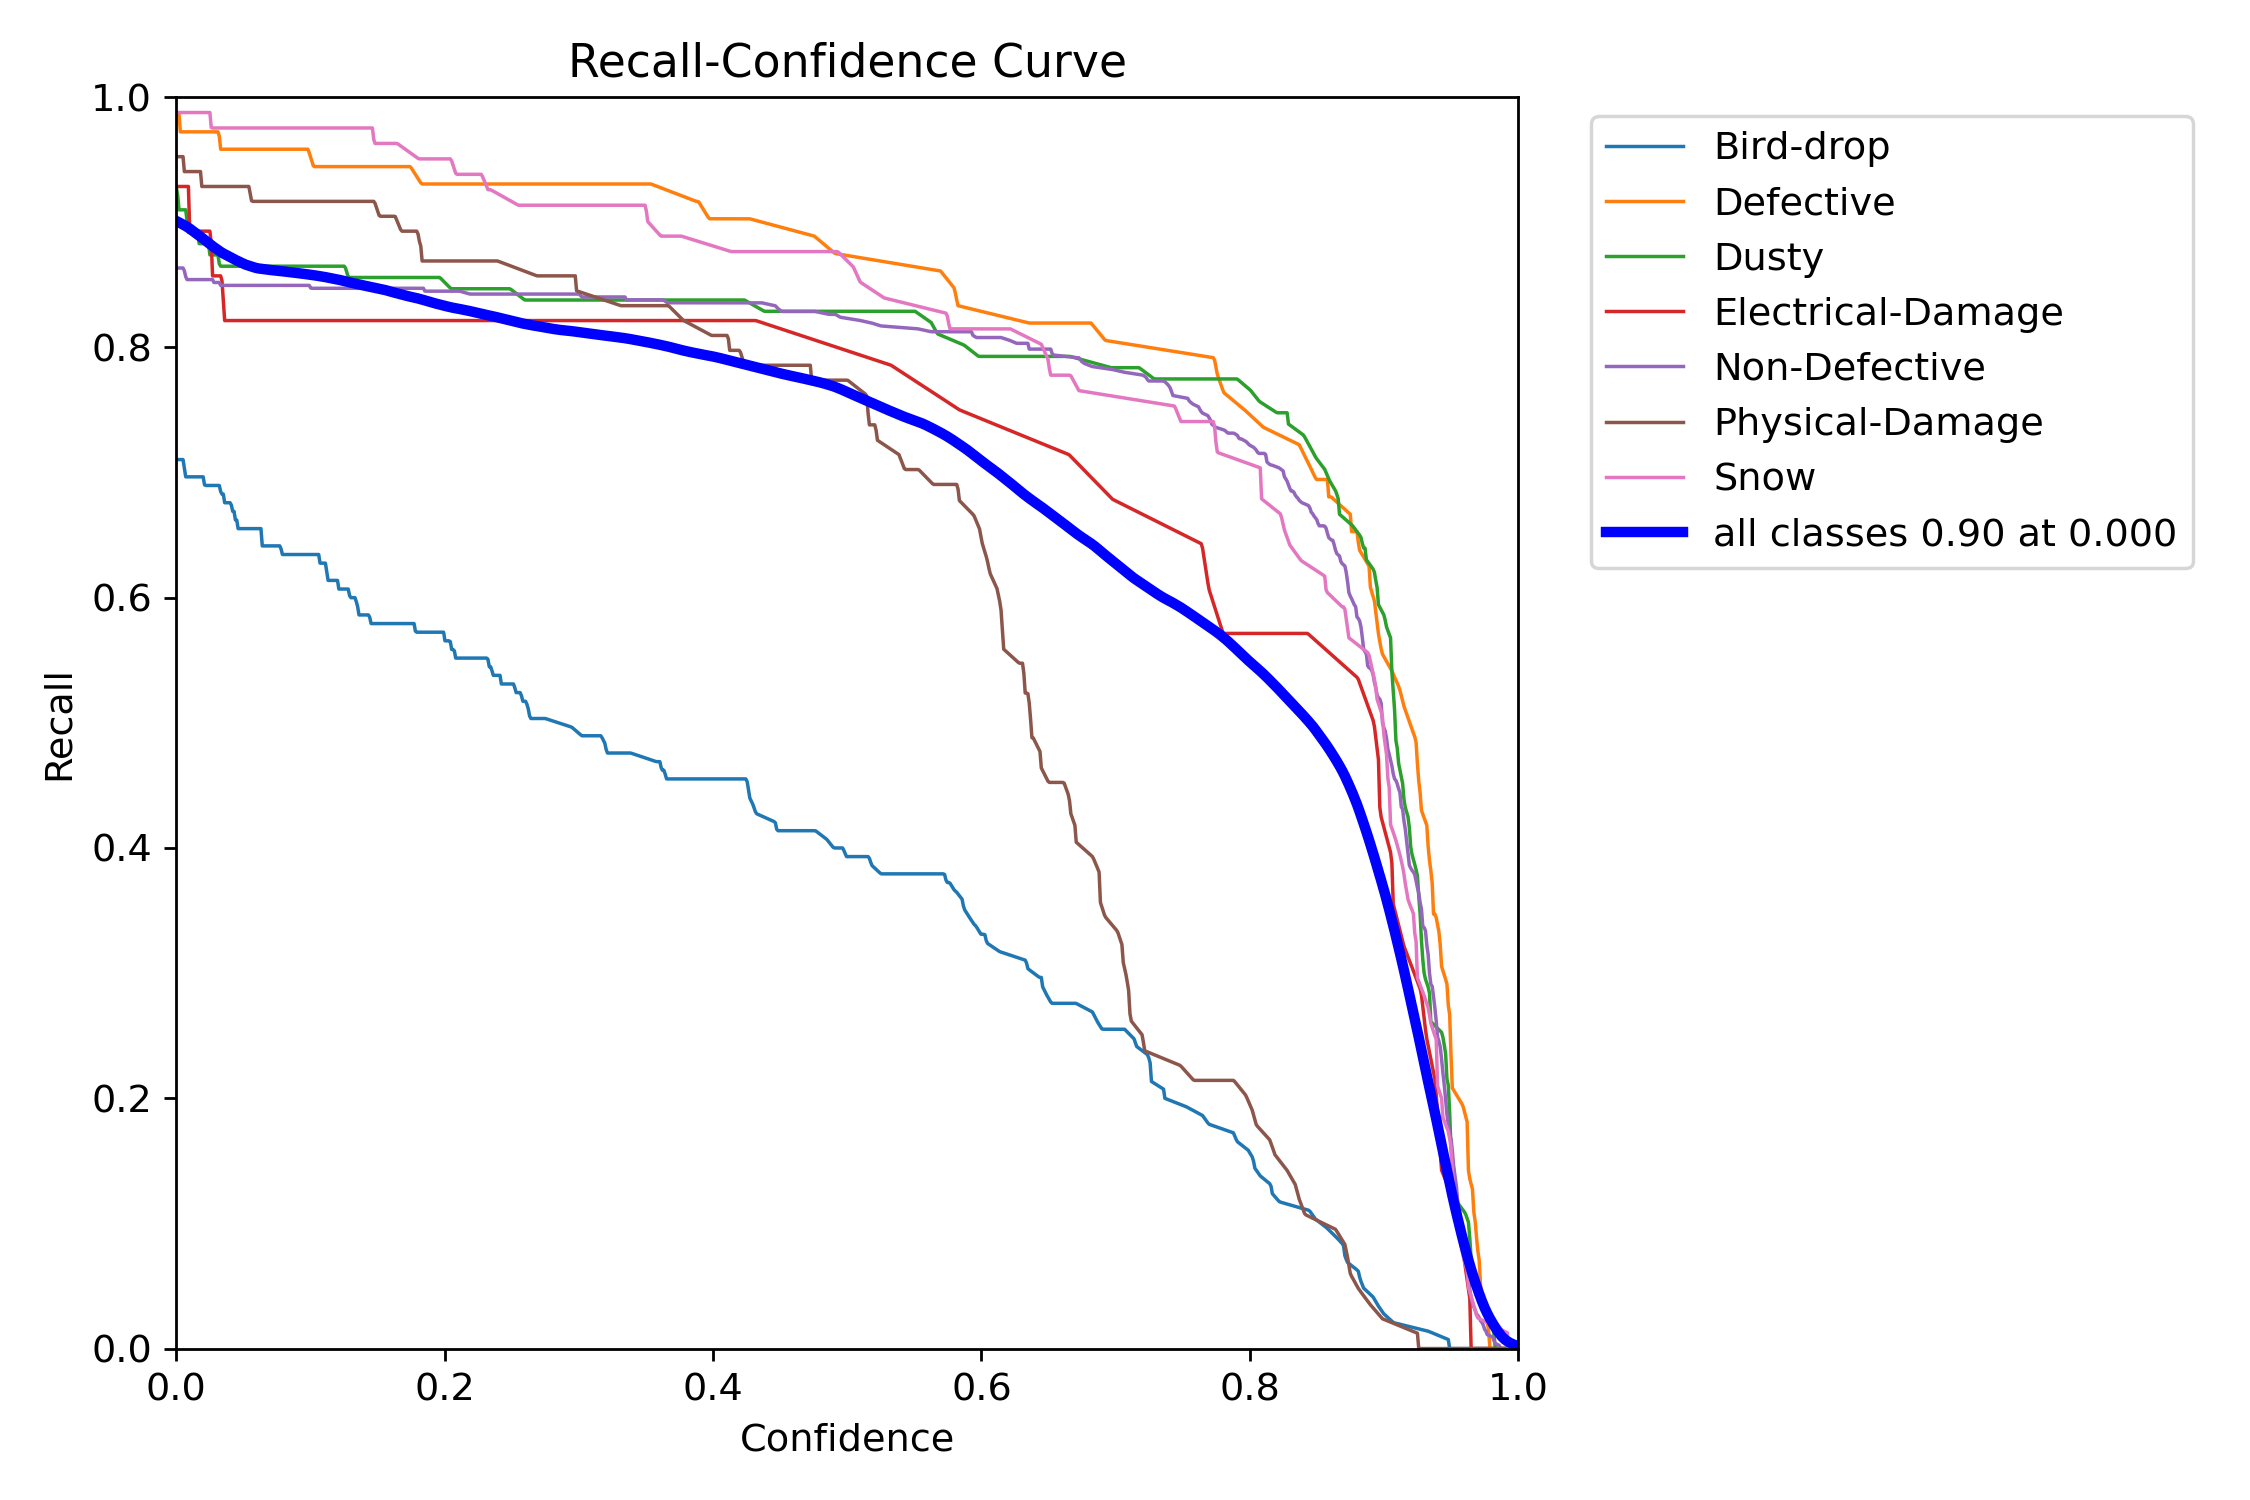 Recall-Confidence Curve
1.0
0.8
0.6
0.4
0.2
0.0
Recall
0.0 0.2 0.4 0.6 0.8 1.0
Confidence
Bird-drop
Defective
Dusty
Electrical-Damage
Non-Defective
Physical-Damage
Snow
all classes 0.90 at 0.000